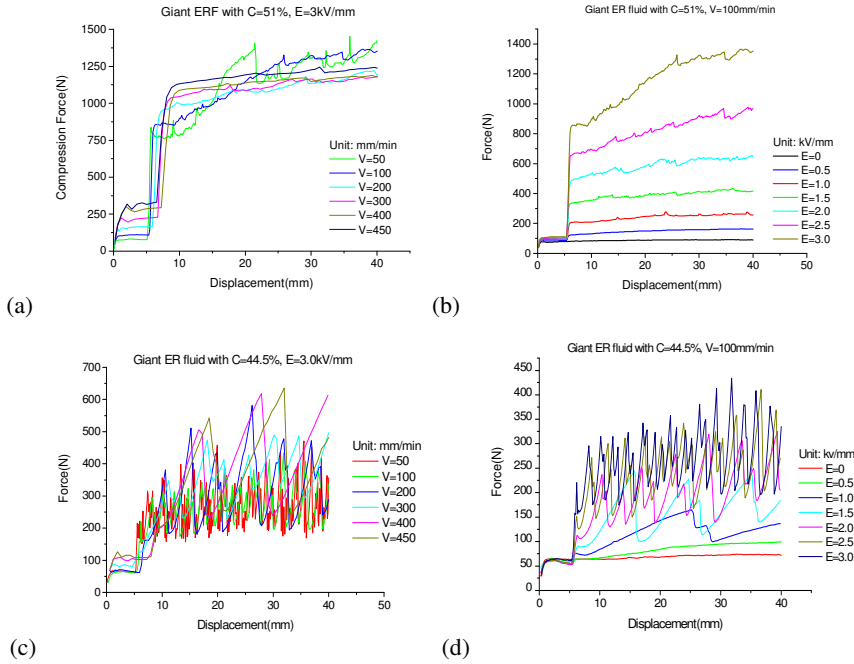 Giant ERF with C=51%, E=3kV/mm
Compression Force(N)
1500
1250
1000
750
500
250
0
0 10 20 30 40
Displacement(mm)
Unit: mm/min
V=50
V=100
V=200
V=300
V=400
V=450
(a)
Giant ER fluid with C=51%, V=100mm/min
Force(N)
1400
1200
1000
800
600
400
200
0
0 10 20 30 40 50
Displacement(mm)
Unit: kV/mm
E=0
E=0.5
E=1.0
E=1.5
E=2.0
E=2.5
E=3.0
(b)
Giant ER fluid with C=44.5%, E=3.0kV/mm
Force(N)
700
600
500
400
300
200
100
0
0 10 20 30 40 50
Displacement(mm)
Unit: mm/min
V=50
V=100
V=200
V=300
V=400
V=450
(c)
Giant ER fluid with C=44.5%, V=100mm/min
Force(N)
450
400
350
300
250
200
150
100
50
0
0 10 20 30 40 50
Displacement(mm)
Unit: kv/mm
E=0
E=0.5
E=1.0
E=1.5
E=2.0
E=2.5
E=3.0
(d)